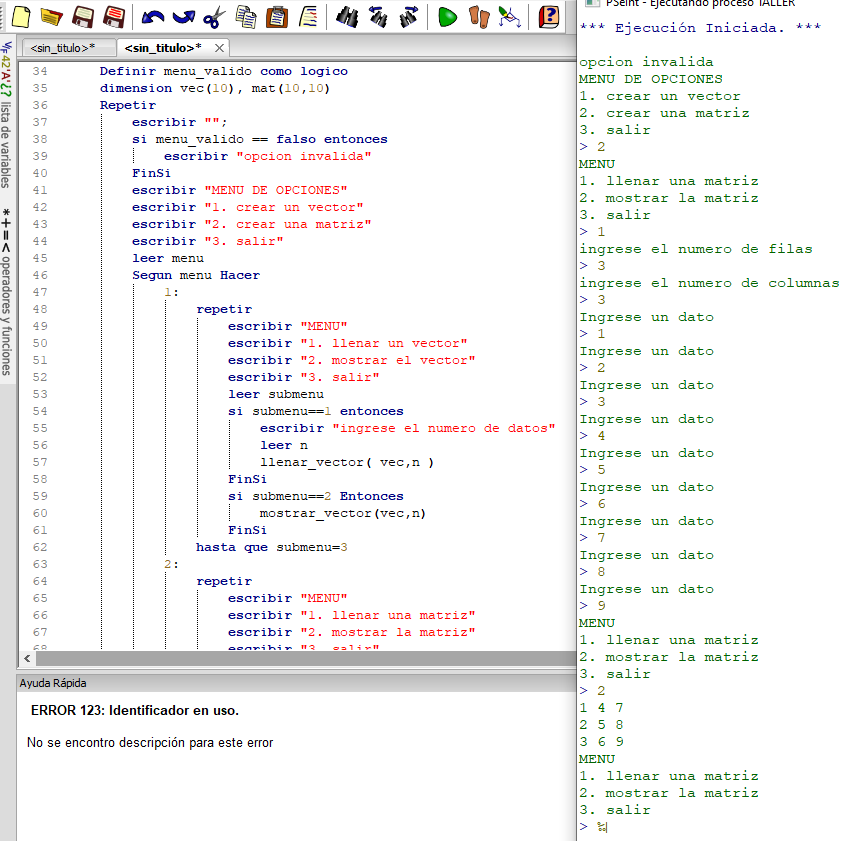 <sin_titulo>*
<sin_titulo>*
lista de variables
operadores y funciones
34 Definir menu_valido como logico
35 dimension vec(10), mat(10,10)
36 Repetir
37 escribir "";
38 si menu_valido == falso entonces
39 escribir "opcion invalida"
40 FinSi
41 escribir "MENU DE OPCIONES"
42 escribir "1. crear un vector"
43 escribir "2. crear una matriz"
44 escribir "3. salir"
45 leer menu
46 Segun menu Hacer
47 1:
48 repetir
49 escribir "MENU"
50 escribir "1. llenar un vector"
51 escribir "2. mostrar el vector"
52 escribir "3. salir"
53 leer submenu
54 si submenu==1 entonces
55 escribir "ingrese el numero de datos"
56 leer n
57 llenar_vector( vec,n )
58 FinSi
59 si submenu==2 Entonces
60 mostrar_vector(vec,n)
61 FinSi
62 hasta que submenu=3
63 2:
64 repetir
65 escribir "MENU"
66 escribir "1. llenar una matriz"
67 escribir "2. mostrar la matriz"
68 escribir "3. salir"
Ayuda Rápida
ERROR 123: Identificador en uso.
No se encontro descripción para este error
PSeInt - Ejecutando proceso TALLER
*** Ejecución Iniciada. ***
opcion invalida
MENU DE OPCIONES
1. crear un vector
2. crear una matriz
3. salir
> 2
MENU
1. llenar una matriz
2. mostrar la matriz
3. salir
> 1
ingrese el numero de filas
> 3
ingrese el numero de columnas
> 3
Ingrese un dato
> 1
Ingrese un dato
> 2
Ingrese un dato
> 3
Ingrese un dato
> 4
Ingrese un dato
> 5
Ingrese un dato
> 6
Ingrese un dato
> 7
Ingrese un dato
> 8
Ingrese un dato
> 9
MENU
1. llenar una matriz
2. mostrar la matriz
3. salir
> 2
1 4 7
2 5 8
3 6 9
MENU
1. llenar una matriz
2. mostrar la matriz
3. salir
>